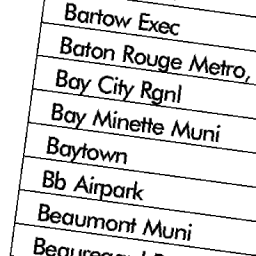 Bartow Exec
Baton Rouge Metro,
Bay City Rgnl
Bay Minette Muni
Baytown
Bb Airpark
Beaumont Muni